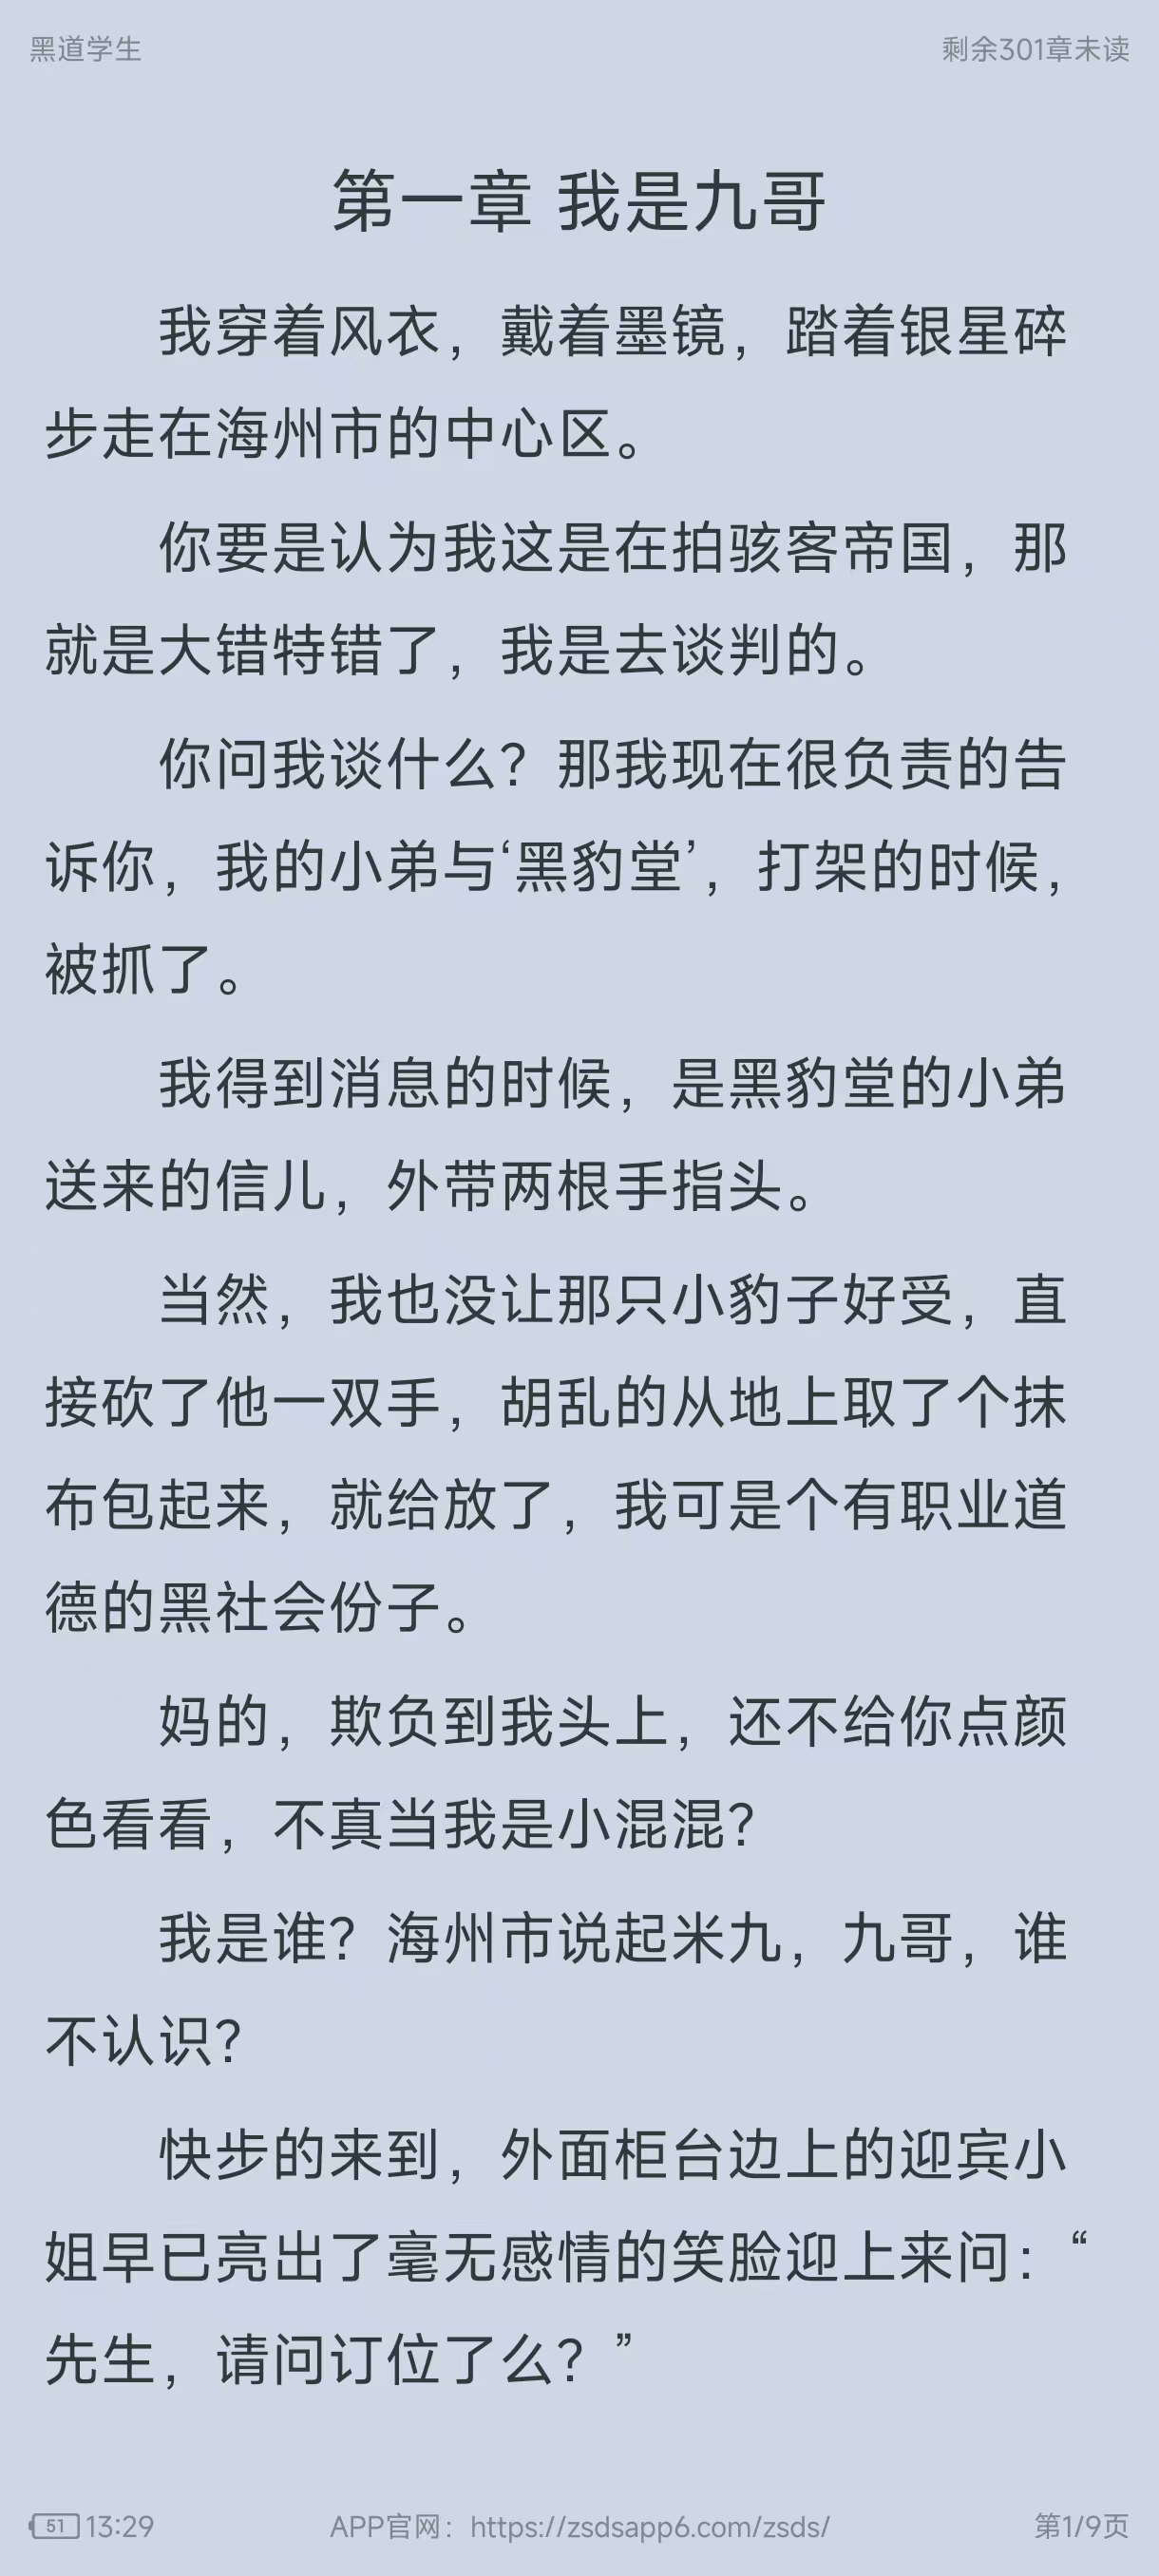 黑道学生
剩余301章未读
第一章 我是九哥
我穿着风衣，戴着墨镜，踏着银星碎
步走在海州市的中心区。
你要是认为我这是在拍骇客帝国，那
就是大错特错了，我是去谈判的。
你问我谈什么？那我现在很负责的告
诉你，我的小弟与‘黑豹堂’，打架的时候，
被抓了。
我得到消息的时候，是黑豹堂的小弟
送来的信儿，外带两根手指头。
当然，我也没让那只小豹子好受，直
接砍了他一双手，胡乱的从地上取了个抹
布包起来，就给放了，我可是个有职业道
德的黑社会份子。
妈的，欺负到我头上，还不给你点颜
色看看，不真当我是小混混？
我是谁？海州市说起米九，九哥，谁
不认识？
快步的来到，外面柜台边上的迎宾小
姐早已亮出了毫无感情的笑脸迎上来问：“
先生，请问订位了么？”
51 13:29
APP官网：https://zsdsapp6.com/zsds/
第1/9页